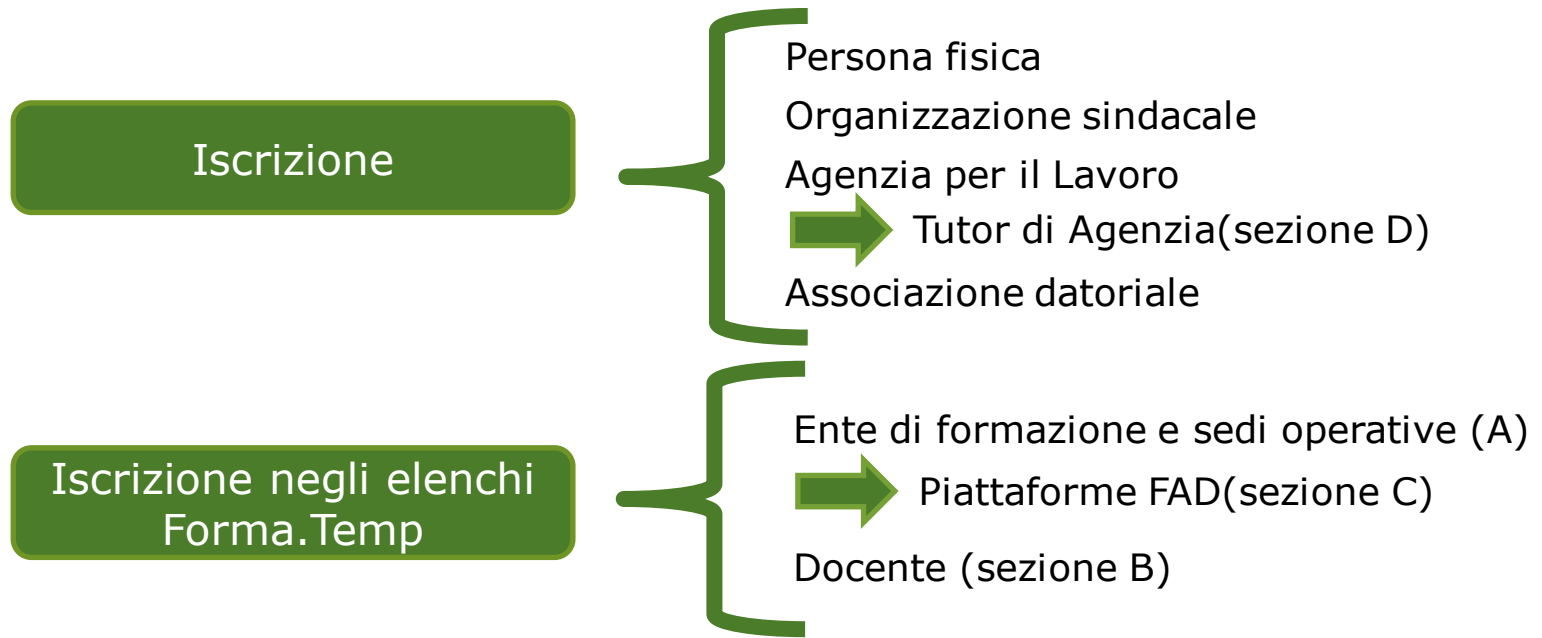 Iscrizione
Persona fisica
Organizzazione sindacale
Agenzia per il Lavoro
Tutor di Agenzia(sezione D)
Associazione datoriale
Iscrizione negli elenchi
Forma.Temp
Ente di formazione e sedi operative (A)
Piattaforme FAD(sezione C)
Docente (sezione B)